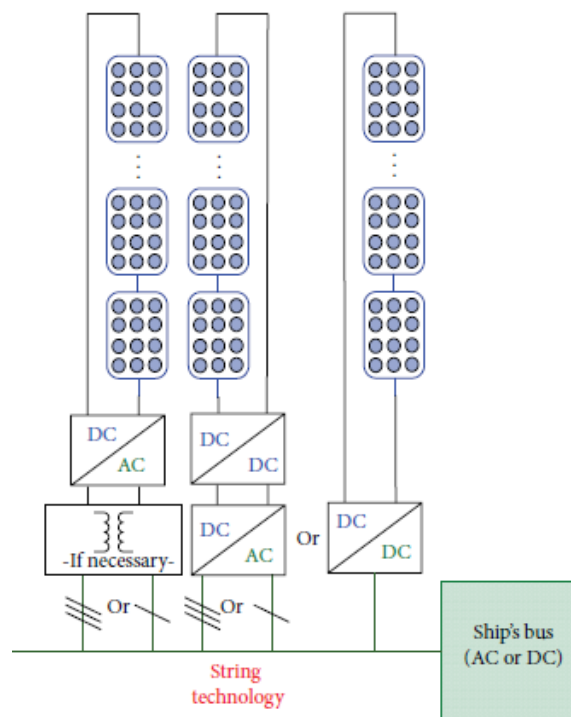 DC
AC
DC
DC
-If necessary-
DC
AC
Or
DC
DC
Or
Or
Ship's bus
(AC or DC)
String
technology